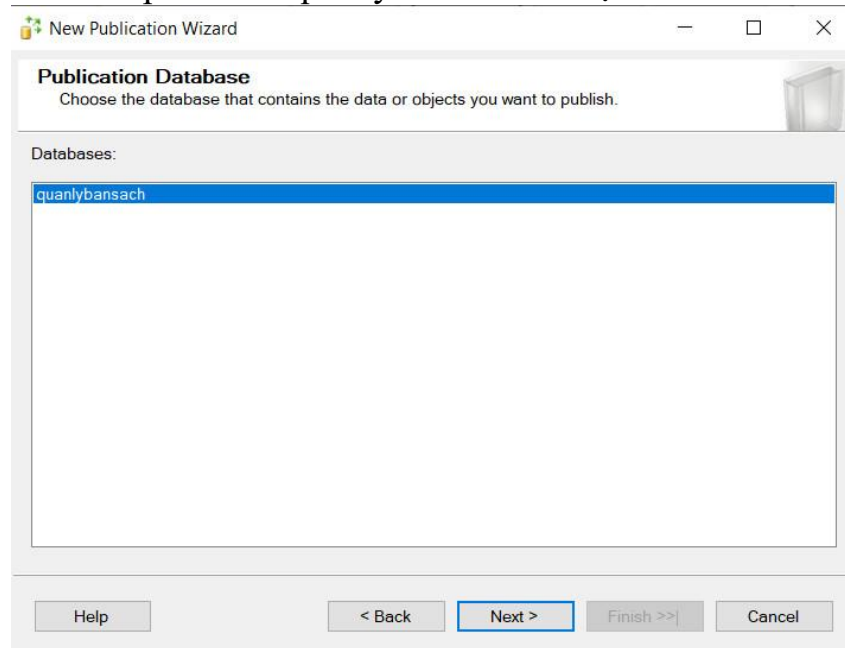 New Publication Wizard
Publication Database
Choose the database that contains the data or objects you want to publish.
Databases:
quanlybansach
Help
< Back
Next >
Finish >>|
Cancel